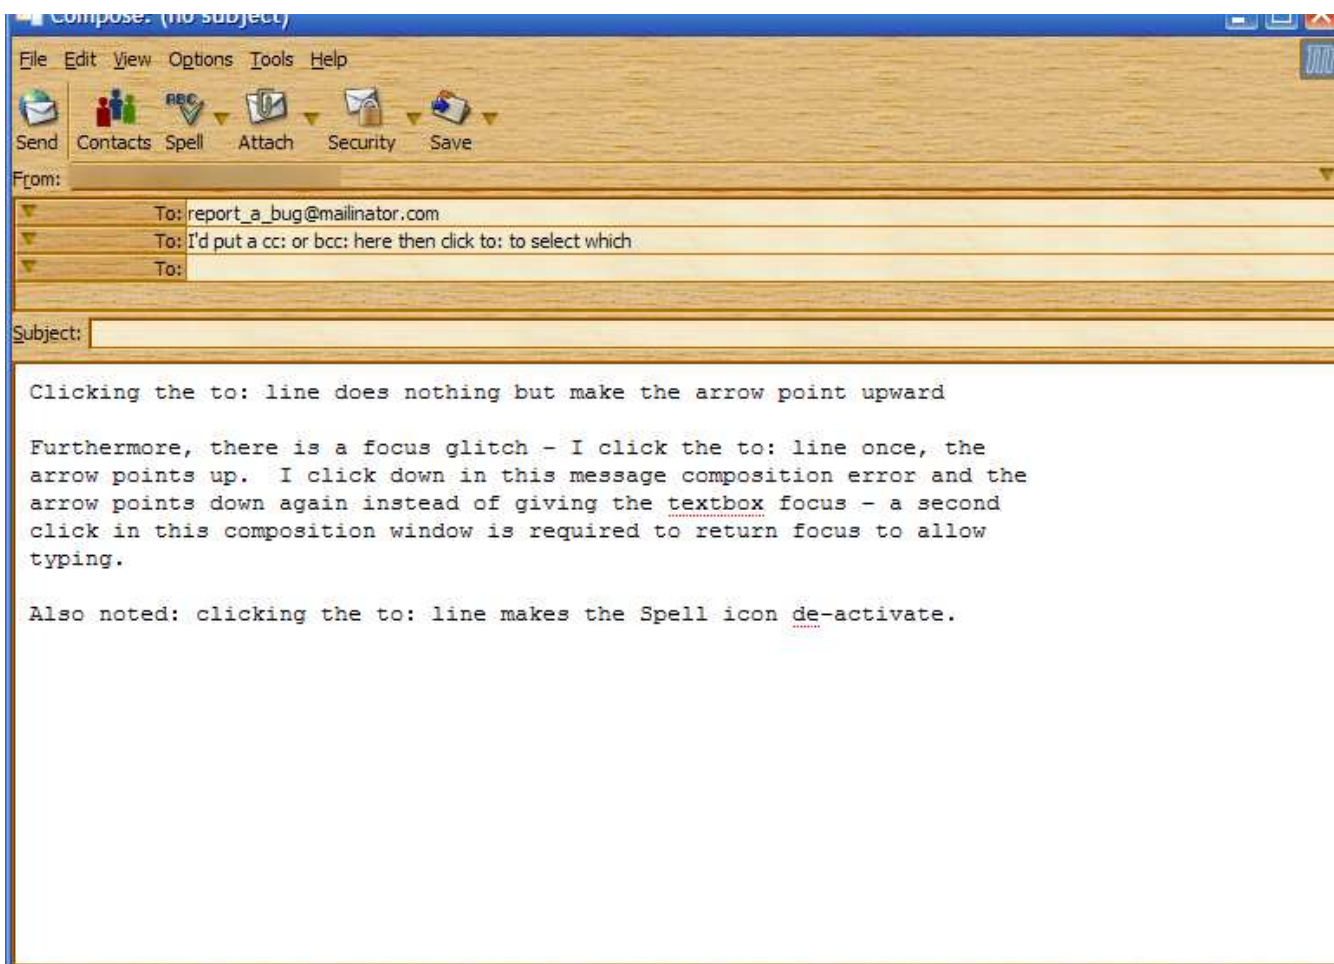 Compose: (no subject)
File Edit View Options Tools Help
ABC
Send Contacts Spell Attach Security Save
From:
To: report_a_bug@mailinator.com
To: I'd put a cc: or bcc: here then click to: to select which
To:
Subject:
Clicking the to: line does nothing but make the arrow point upward
Furthermore, there is a focus glitch - I click the to: line once, the
arrow points up.  I click down in this message composition error and the
arrow points down again instead of giving the textbox focus - a second
click in this composition window is required to return focus to allow
typing.
Also noted: clicking the to: line makes the Spell icon de-activate.